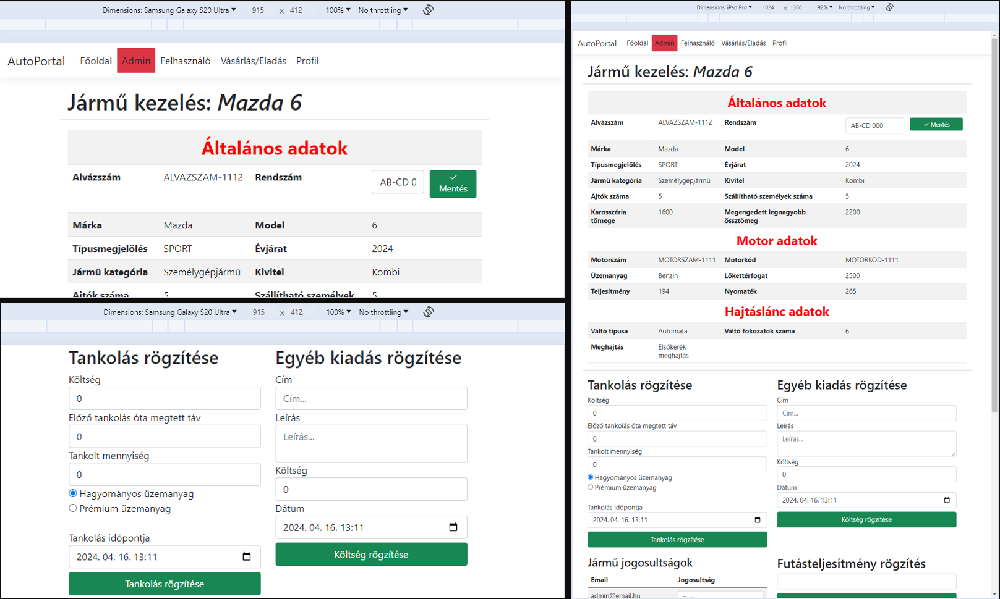 Dimensions: Samsung Galaxy S20 Ultra 915 × 412 100% No throttling
AutoPortal Főoldal Admin Felhasználó Vásárlás/Eladás Profil
Jármű kezelés: Mazda 6
Általános adatok
Alvázszám ALVAZSZAM-1112 Rendszám AB-CD 0 Mentés
Márka Mazda Model 6
Típusmegjelölés SPORT Évjárat 2024
Jármű kategória Személygépjármű Kivitel Kombi
Ajtók száma 5 Szállítható személyek 5
Dimensions: Samsung Galaxy S20 Ultra 915 × 412 100% No throttling
Tankolás rögzítése
Költség
0
Előző tankolás óta megtett táv
0
Tankolt mennyiség
0
Hagyományos üzemanyag
Prémium üzemanyag
Tankolás időpontja
2024. 04. 16. 13:11
Tankolás rögzítése
Egyéb kiadás rögzítése
Cím
Cím...
Leírás
Leírás...
Költség
0
Dátum
2024. 04. 16. 13:11
Költség rögzítése
Dimensions: iPad Pro 1024 × 1366 92% No throttling
AutoPortal Főoldal Admin Felhasználó Vásárlás/Eladás Profil
Jármű kezelés: Mazda 6
Általános adatok
Alvázszám ALVAZSZAM-1112 Rendszám AB-CD 000 Mentés
Márka Mazda Model 6
Típusmegjelölés SPORT Évjárat 2024
Jármű kategória Személygépjármű Kivitel Kombi
Ajtók száma 5 Szállítható személyek száma 5
Karosszéria 1600 Megengedett legnagyobb 2200
tömege össztömeg
Motor adatok
Motorszám MOTORSZAM-1111 Motorkód MOTORKOD-1111
Üzemanyag Benzin Lökettérfogat 2500
Teljesítmény 194 Nyomaték 265
Hajtáslánc adatok
Váltó típusa Automata Váltó fokozatok száma 6
Meghajtás Elsőkerék
meghajtás
Tankolás rögzítése
Költség
0
Előző tankolás óta megtett táv
0
Tankolt mennyiség
0
Hagyományos üzemanyag
Prémium üzemanyag
Tankolás időpontja
2024. 04. 16. 13:11
Tankolás rögzítése
Egyéb kiadás rögzítése
Cím
Cím...
Leírás
Leírás...
Költség
0
Dátum
2024. 04. 16. 13:11
Költség rögzítése
Jármű jogosultságok
Email Jogosultság
admin@email.hu
Futásteljesítmény rögzítés